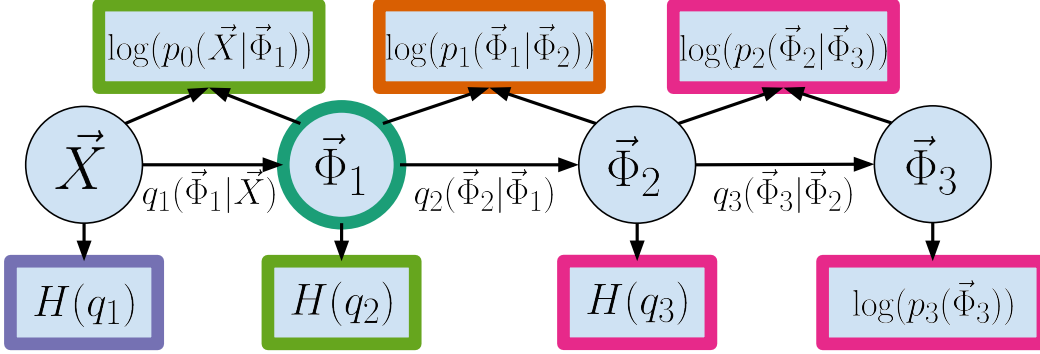 log(p₀(X⃗|Φ⃗₁))
log(p₁(Φ⃗₁|Φ⃗₂))
log(p₂(Φ⃗₂|Φ⃗₃))
X⃗
Φ⃗₁
Φ⃗₂
Φ⃗₃
q₁(Φ⃗₁|X⃗)
q₂(Φ⃗₂|Φ⃗₁)
q₃(Φ⃗₃|Φ⃗₂)
H(q₁)
H(q₂)
H(q₃)
log(p₃(Φ⃗₃))